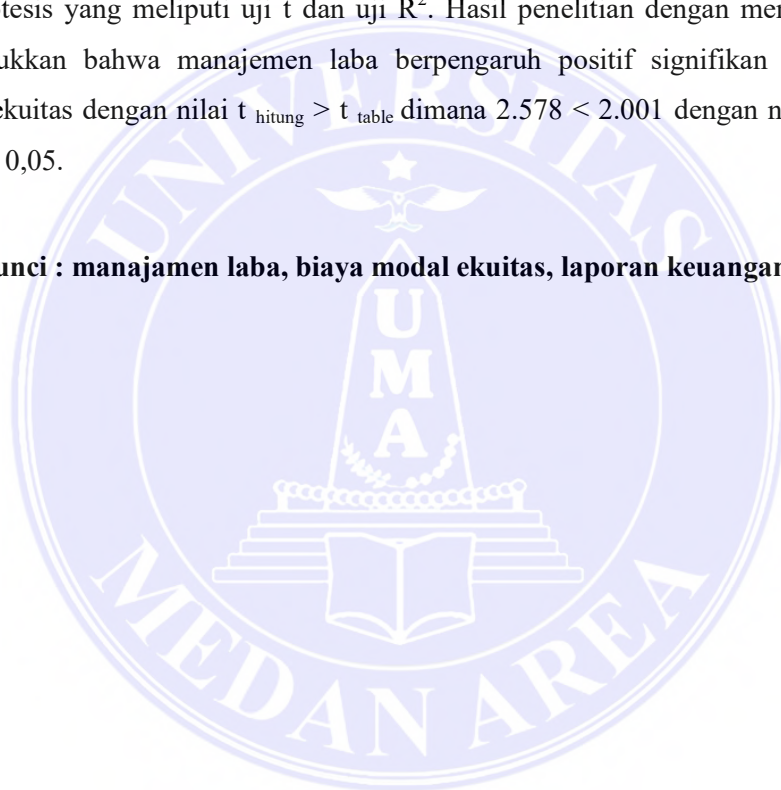 otesis yang meliputi uji t dan uji R². Hasil penelitian dengan mer
ukkan bahwa manajemen laba berpengaruh positif signifikan
ekuitas dengan nilai t hitung > t table dimana 2.578 < 2.001 dengan n
0,05.
unci : manajamen laba, biaya modal ekuitas, laporan keuangan
UNIVERSITAS
UMA
MEDAN AREA